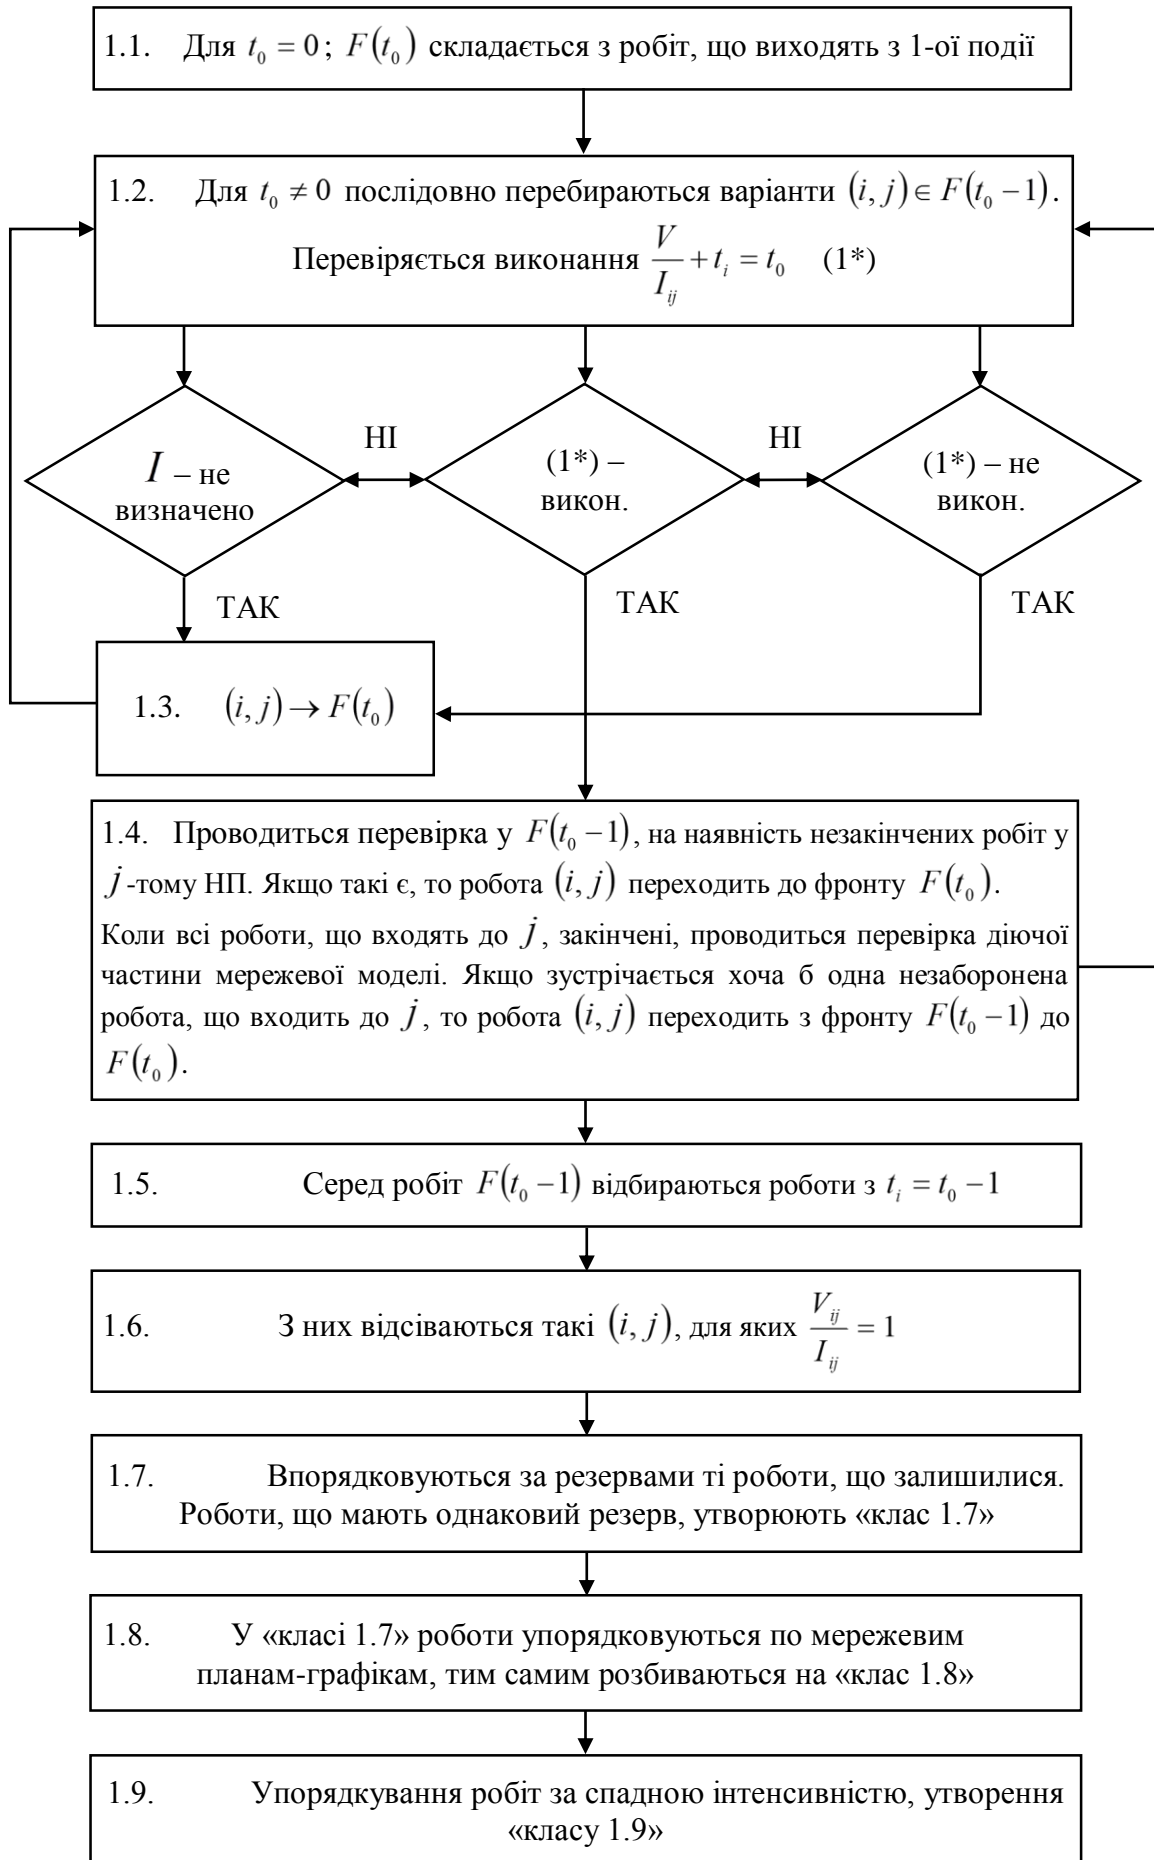 1.1. Для t₀ = 0; F(t₀) складається з робіт, що виходять з 1-ої події
1.2. Для t₀ ≠ 0 послідовно перебираються варіанти (i, j) ∈ F(t₀ − 1).
Перевіряється виконання V/I_ij + t_i = t₀ (1*)
НІ
НІ
I – не
визначено
(1*) –
викон.
(1*) – не
викон.
ТАК
ТАК
ТАК
1.3. (i, j) → F(t₀)
1.4. Проводиться перевірка у F(t₀ − 1), на наявність незакінчених робіт у
j-тому НП. Якщо такі є, то робота (i, j) переходить до фронту F(t₀).
Коли всі роботи, що входять до j, закінчені, проводиться перевірка діючої
частини мережевої моделі. Якщо зустрічається хоча б одна незаборонена
робота, що входить до j, то робота (i, j) переходить з фронту F(t₀ − 1) до
F(t₀).
1.5. Серед робіт F(t₀ − 1) відбираються роботи з t_i = t₀ − 1
1.6. З них відсіваються такі (i, j), для яких V_ij/I_ij = 1
1.7. Впорядковуються за резервами ті роботи, що залишилися.
Роботи, що мають однаковий резерв, утворюють «клас 1.7»
1.8. У «класі 1.7» роботи упорядковуються по мережевим
планам-графікам, тим самим розбиваються на «клас 1.8»
1.9. Упорядкування робіт за спадною інтенсивністю, утворення
«класу 1.9»